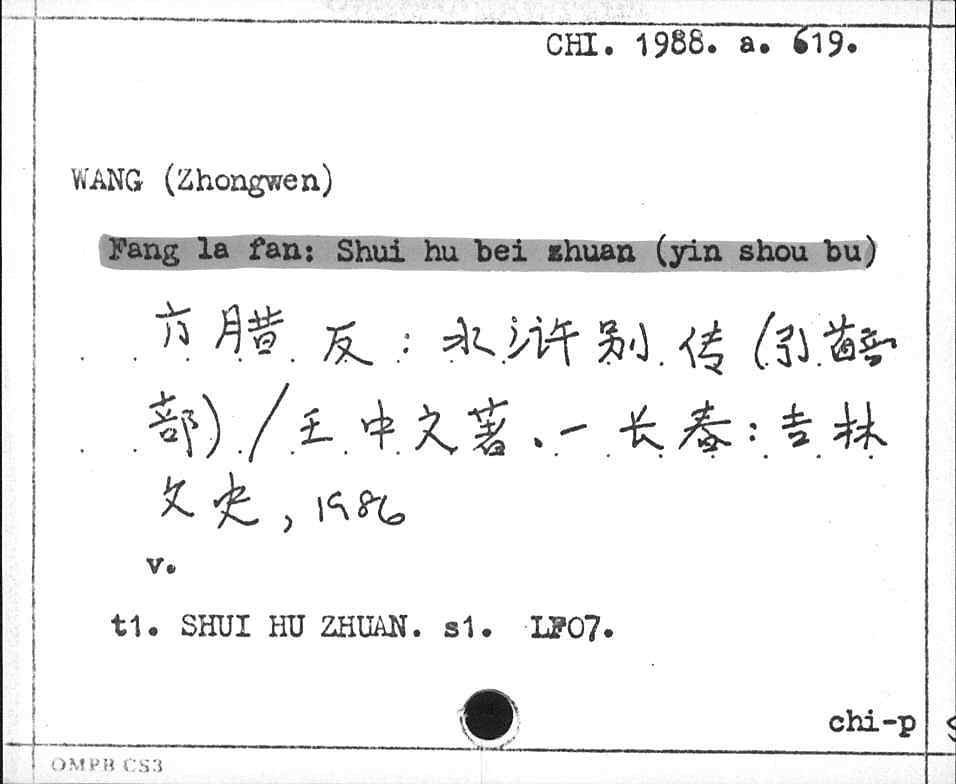 CHI. 1988. a. 619.
WANG (Zhongwen)
Fang la fan: Shui hu bei zhuan (yin shou bu)
方腊反:水浒别传(引首
部)/王中文著.—长春:吉林
文史,1986
v.
t1. SHUI HU ZHUAN. s1. LF07.
chi-p
OMPB CS3